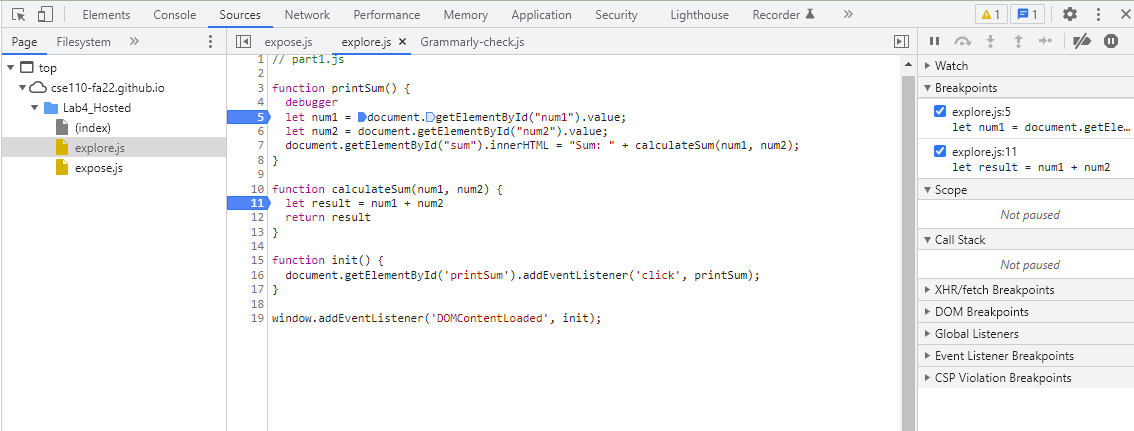 Elements Console Sources Network Performance Memory Application Security Lighthouse Recorder » 1 1
Page Filesystem »
top
cse110-fa22.github.io
Lab4_Hosted
(index)
explore.js
expose.js
expose.js explore.js × Grammarly-check.js
1 // part1.js
2
3 function printSum() {
4 debugger
5 let num1 = document.getElementById("num1").value;
6 let num2 = document.getElementById("num2").value;
7 document.getElementById("sum").innerHTML = "Sum: " + calculateSum(num1, num2);
8 }
9
10 function calculateSum(num1, num2) {
11 let result = num1 + num2
12 return result
13 }
14
15 function init() {
16 document.getElementById('printSum').addEventListener('click', printSum);
17 }
18
19 window.addEventListener('DOMContentLoaded', init);
Watch
Breakpoints
explore.js:5
let num1 = document.getEle…
explore.js:11
let result = num1 + num2
Scope
Not paused
Call Stack
Not paused
XHR/fetch Breakpoints
DOM Breakpoints
Global Listeners
Event Listener Breakpoints
CSP Violation Breakpoints